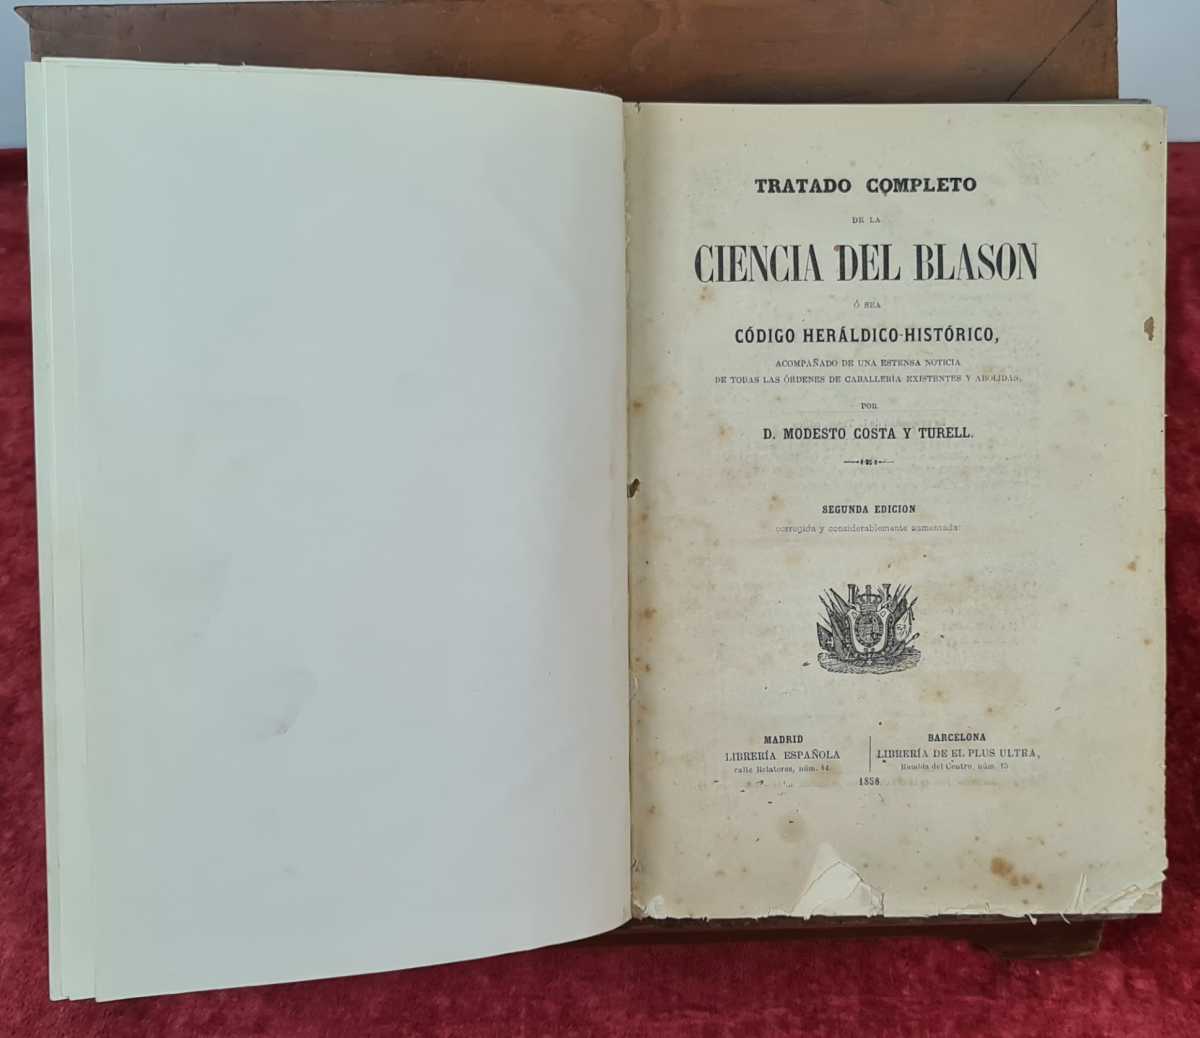 TRATADO COMPLETO
DE LA
CIENCIA DEL BLASON
Ó SEA
CÓDIGO HERÁLDICO-HISTÓRICO,
ACOMPAÑADO DE UNA ESTENSA NOTICIA
DE TODAS LAS ÓRDENES DE CABALLERÍA EXISTENTES Y ABOLIDAS,
POR
D. MODESTO COSTA Y TURELL.
SEGUNDA EDICION
corregida y considerablemente aumentada
MADRID
LIBRERÍA ESPAÑOLA
calle Relatores, núm. 14
BARCELONA
LIBRERÍA DE EL PLUS ULTRA,
Rambla del Centro, núm. 15
1858